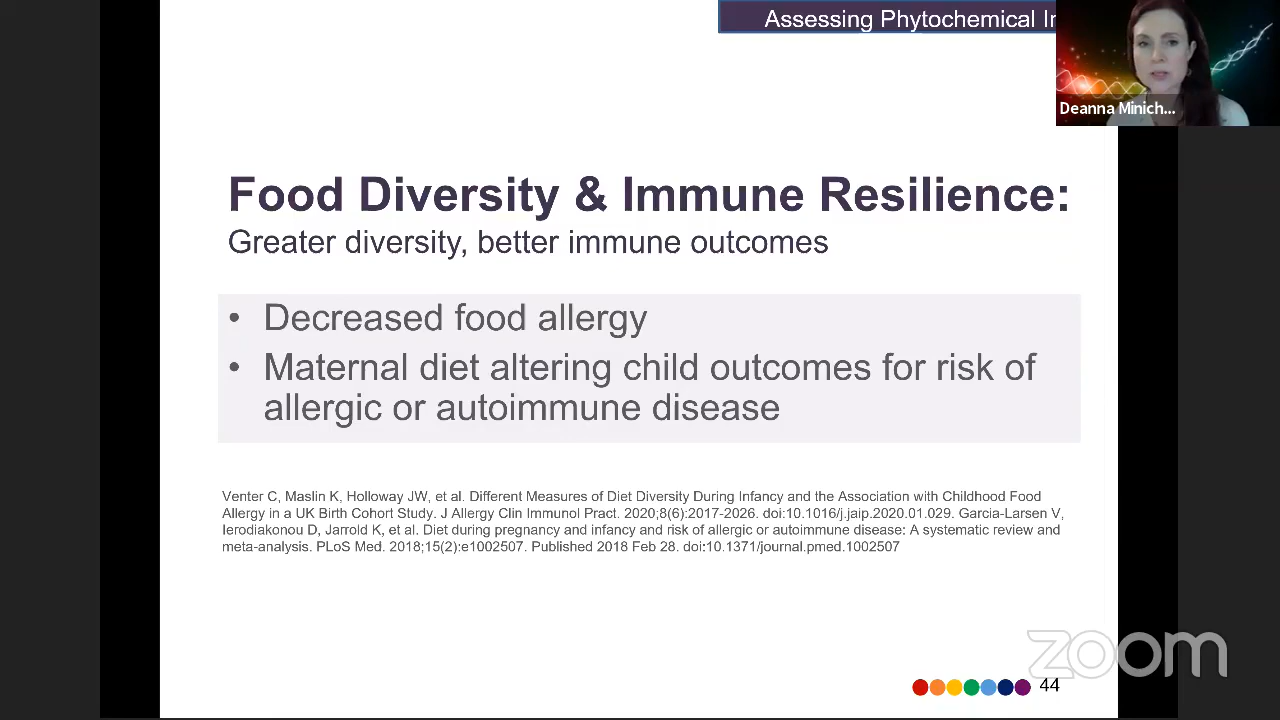 Assessing Phytochemical
Deanna Minich...
Food Diversity & Immune Resilience:
Greater diversity, better immune outcomes
• Decreased food allergy
• Maternal diet altering child outcomes for risk of
allergic or autoimmune disease
Venter C, Maslin K, Holloway JW, et al. Different Measures of Diet Diversity During Infancy and the Association with Childhood Food
Allergy in a UK Birth Cohort Study. J Allergy Clin Immunol Pract. 2020;8(6):2017-2026. doi:10.1016/j.jaip.2020.01.029. Garcia-Larsen V,
Ierodiakonou D, Jarrold K, et al. Diet during pregnancy and infancy and risk of allergic or autoimmune disease: A systematic review and
meta-analysis. PLoS Med. 2018;15(2):e1002507. Published 2018 Feb 28. doi:10.1371/journal.pmed.1002507
zoom
44